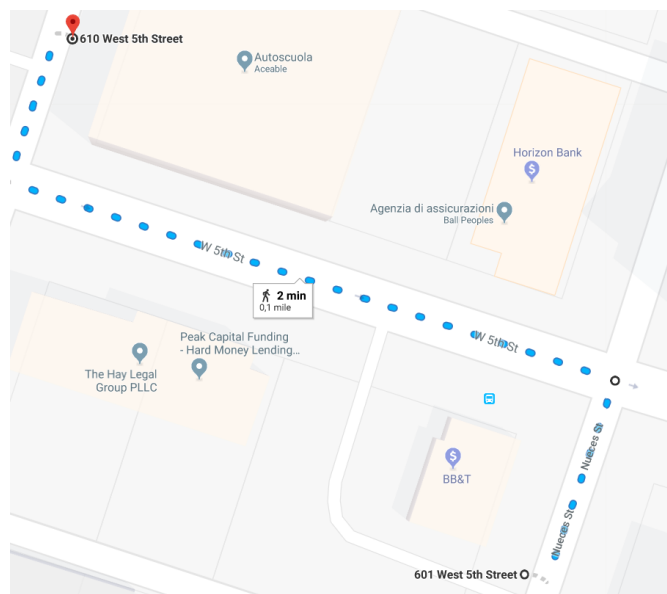 610 West 5th Street
Autoscuola
Aceable
Horizon Bank
$
Agenzia di assicurazioni
Ball Peoples
W 5th St
2 min
0,1 mile
W 5th St
Peak Capital Funding
- Hard Money Lending...
The Hay Legal
Group PLLC
Nueces St
$
BB&T
Nueces St
601 West 5th Street